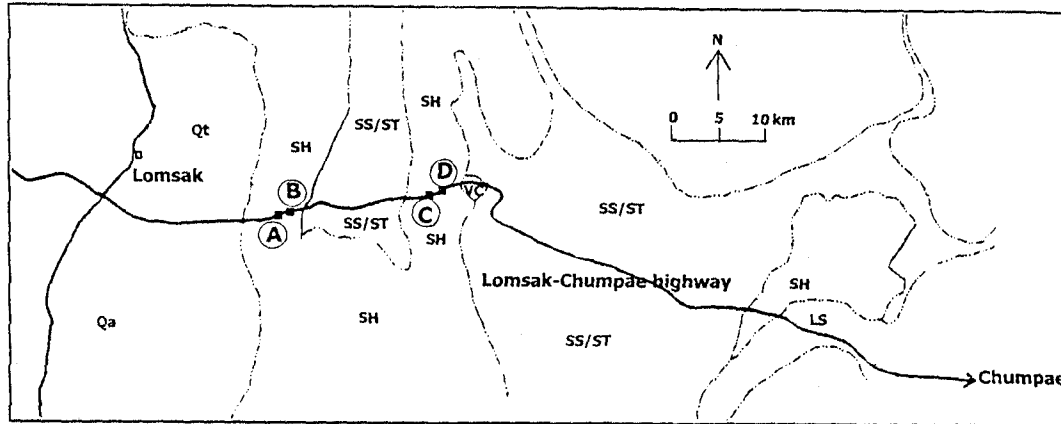 N
0 5 10 km
Qt
SH
SS/ST
SH
Lomsak
A
B
C
D
VC
SS/ST
SH
SS/ST
Lomsak-Chumpae highway
SH
LS
Qa
SH
SS/ST
Chumpae